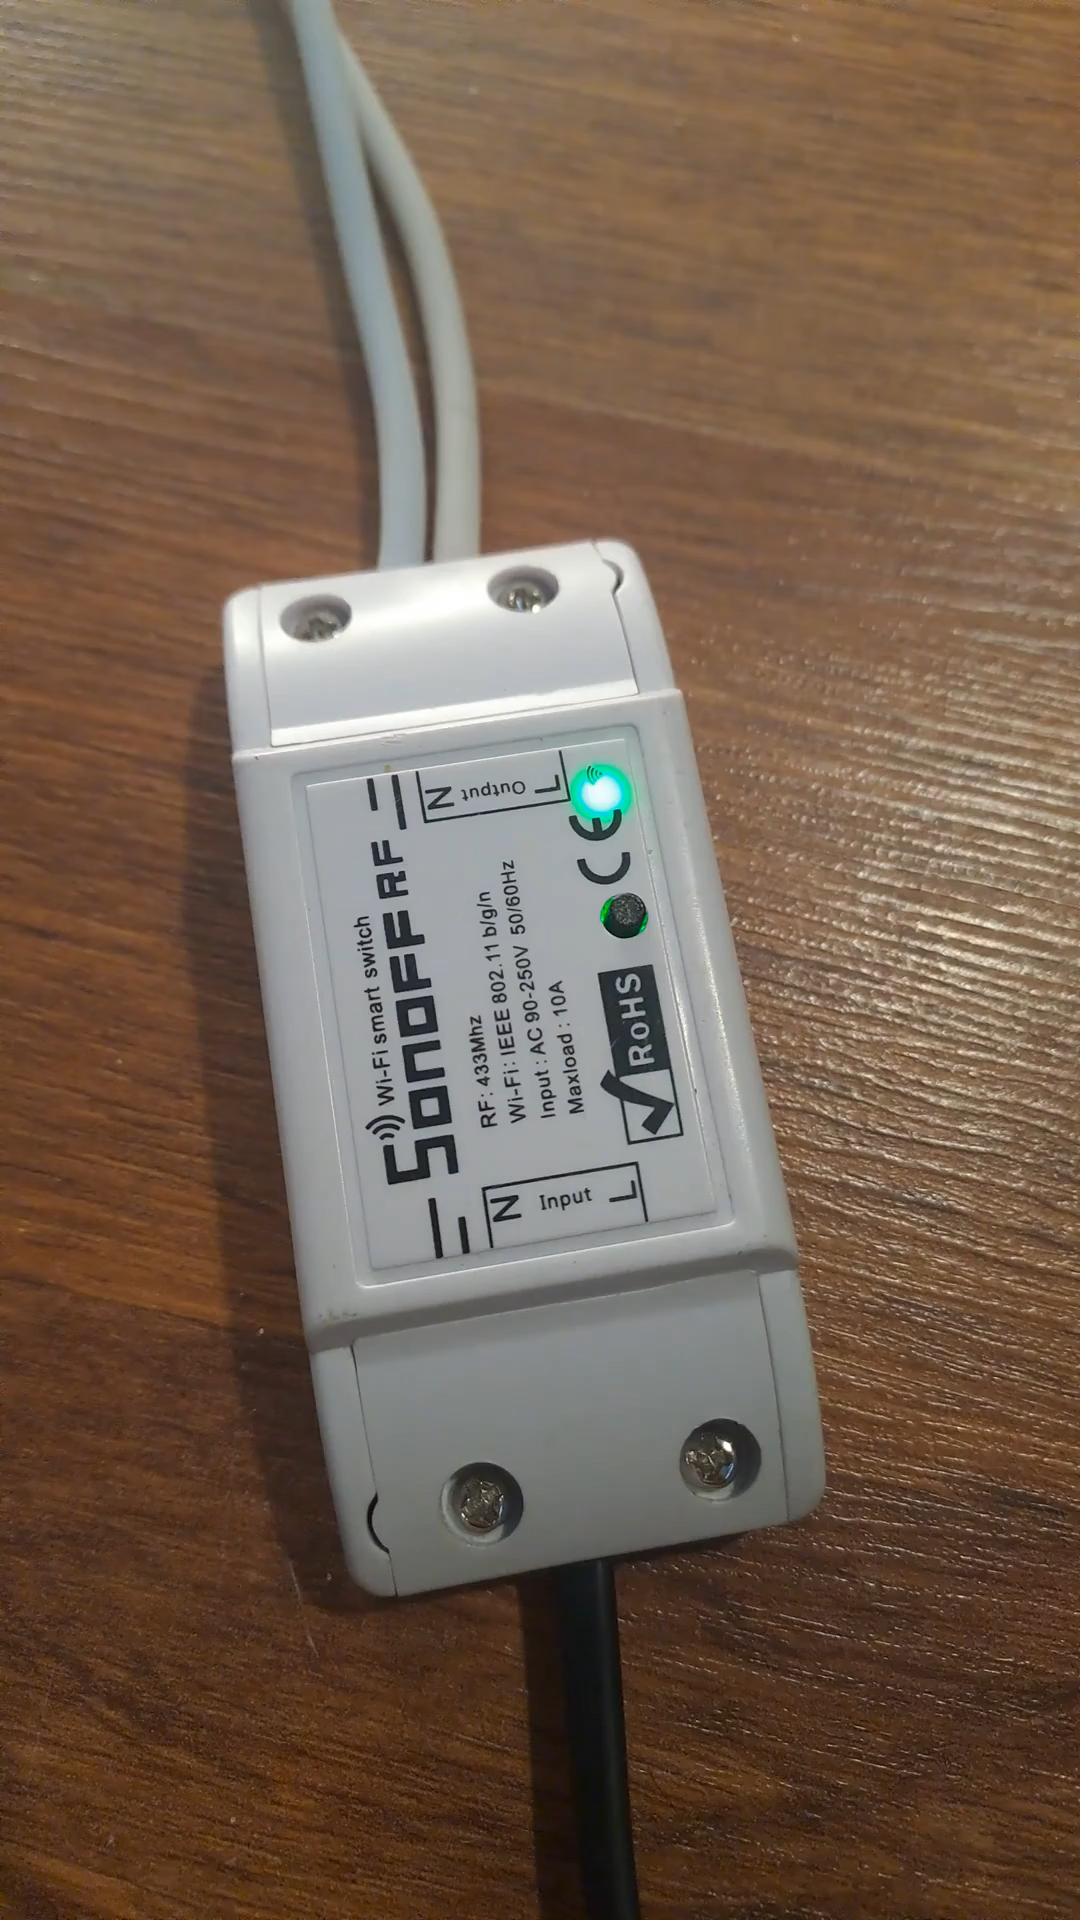 Wi-Fi smart switch
SONOFF RF
RF: 433Mhz
Wi-Fi: IEEE 802.11 b/g/n
Input : AC 90-250V 50/60Hz
Maxload : 10A
RoHS
CE
N Input L
N Output L